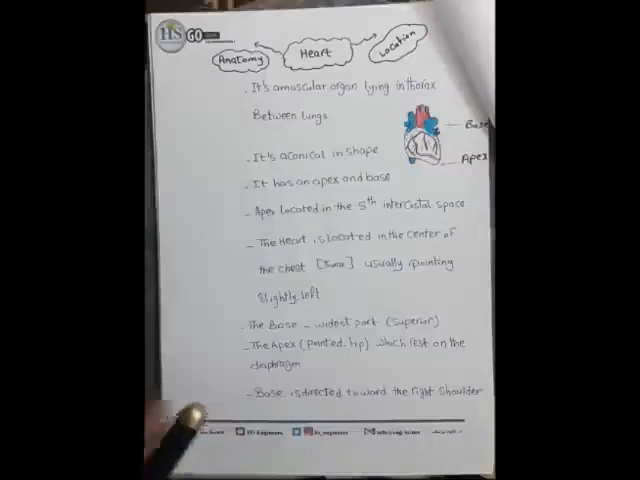 HS GO
Anatomy Heart Location
. It's a muscular organ lying in thorax
Between lungs
- It's a conical in shape
Base
Apex
- It has an apex and base
- Apex located in the 5th intercostal space
- The Heart is located in the center of
the chest [Thorax] usually pointing
slightly left
- The Base - widest part (Superior)
- The Apex (pointed tip) which rest on the
diaphragm
- Base is directed toward the right shoulder